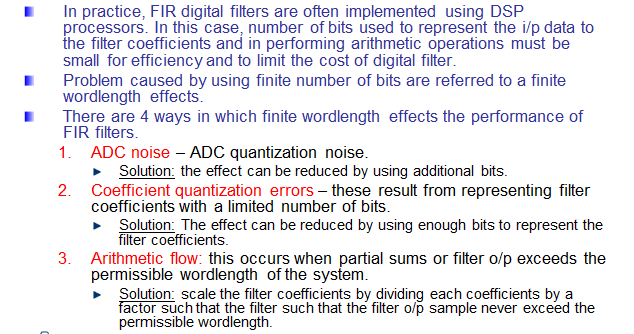 In practice, FIR digital filters are often implemented using DSP
processors. In this case, number of bits used to represent the i/p data to
the filter coefficients and in performing arithmetic operations must be
small for efficiency and to limit the cost of digital filter.
Problem caused by using finite number of bits are referred to a finite
wordlength effects.
There are 4 ways in which finite wordlength effects the performance of
FIR filters.
1. ADC noise – ADC quantization noise.
Solution: the effect can be reduced by using additional bits.
2. Coefficient quantization errors – these result from representing filter
coefficients with a limited number of bits.
Solution: The effect can be reduced by using enough bits to represent the
filter coefficients.
3. Arithmetic flow: this occurs when partial sums or filter o/p exceeds the
permissible wordlength of the system.
Solution: scale the filter coefficients by dividing each coefficients by a
factor such that the filter such that the filter o/p sample never exceed the
permissible wordlength.